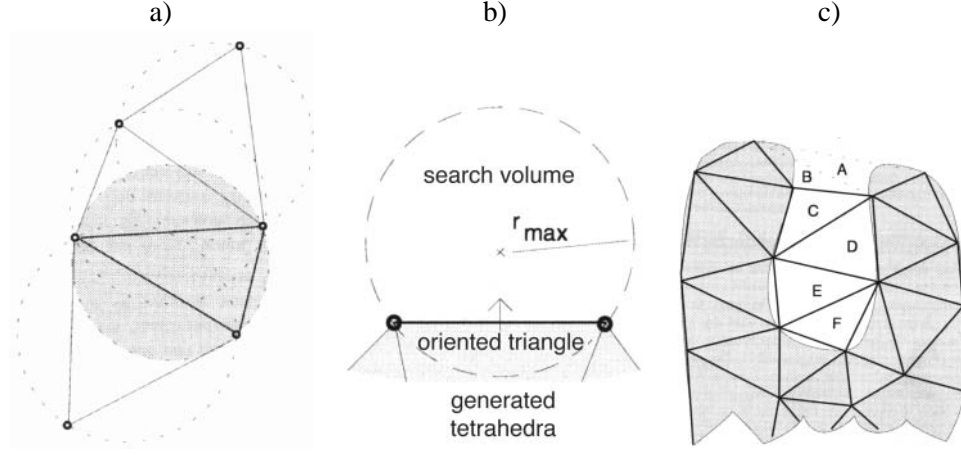 a)
b)
c)
search volume
r max
oriented triangle
generated
tetrahedra
A
B
C
D
E
F